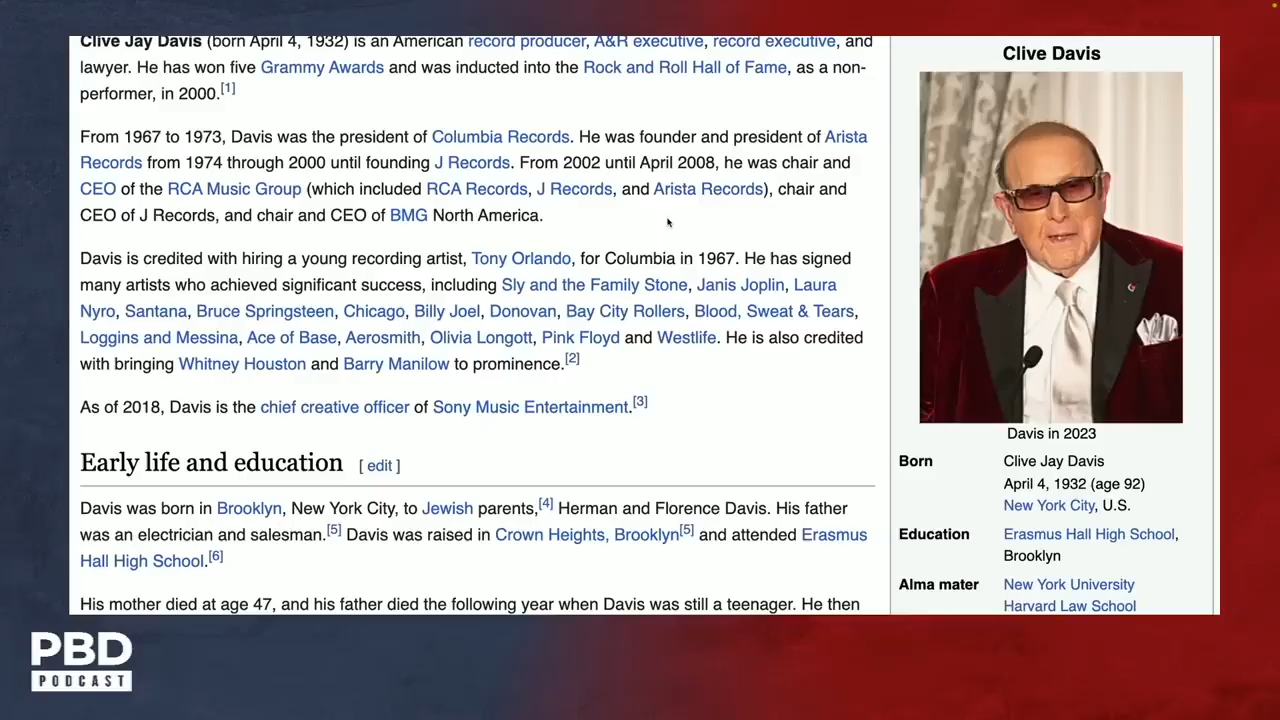 Clive Jay Davis (born April 4, 1932) is an American record producer, A&R executive, record executive, and
lawyer. He has won five Grammy Awards and was inducted into the Rock and Roll Hall of Fame, as a non-
performer, in 2000.[1]
From 1967 to 1973, Davis was the president of Columbia Records. He was founder and president of Arista
Records from 1974 through 2000 until founding J Records. From 2002 until April 2008, he was chair and
CEO of the RCA Music Group (which included RCA Records, J Records, and Arista Records), chair and
CEO of J Records, and chair and CEO of BMG North America.
Davis is credited with hiring a young recording artist, Tony Orlando, for Columbia in 1967. He has signed
many artists who achieved significant success, including Sly and the Family Stone, Janis Joplin, Laura
Nyro, Santana, Bruce Springsteen, Chicago, Billy Joel, Donovan, Bay City Rollers, Blood, Sweat & Tears,
Loggins and Messina, Ace of Base, Aerosmith, Olivia Longott, Pink Floyd and Westlife. He is also credited
with bringing Whitney Houston and Barry Manilow to prominence.[2]
As of 2018, Davis is the chief creative officer of Sony Music Entertainment.[3]
Early life and education [ edit ]
Davis was born in Brooklyn, New York City, to Jewish parents,[4] Herman and Florence Davis. His father
was an electrician and salesman.[5] Davis was raised in Crown Heights, Brooklyn[5] and attended Erasmus
Hall High School.[6]
His mother died at age 47, and his father died the following year when Davis was still a teenager. He then
Clive Davis
Davis in 2023
Born Clive Jay Davis
April 4, 1932 (age 92)
New York City, U.S.
Education Erasmus Hall High School,
Brooklyn
Alma mater New York University
Harvard Law School
PBD
PODCAST